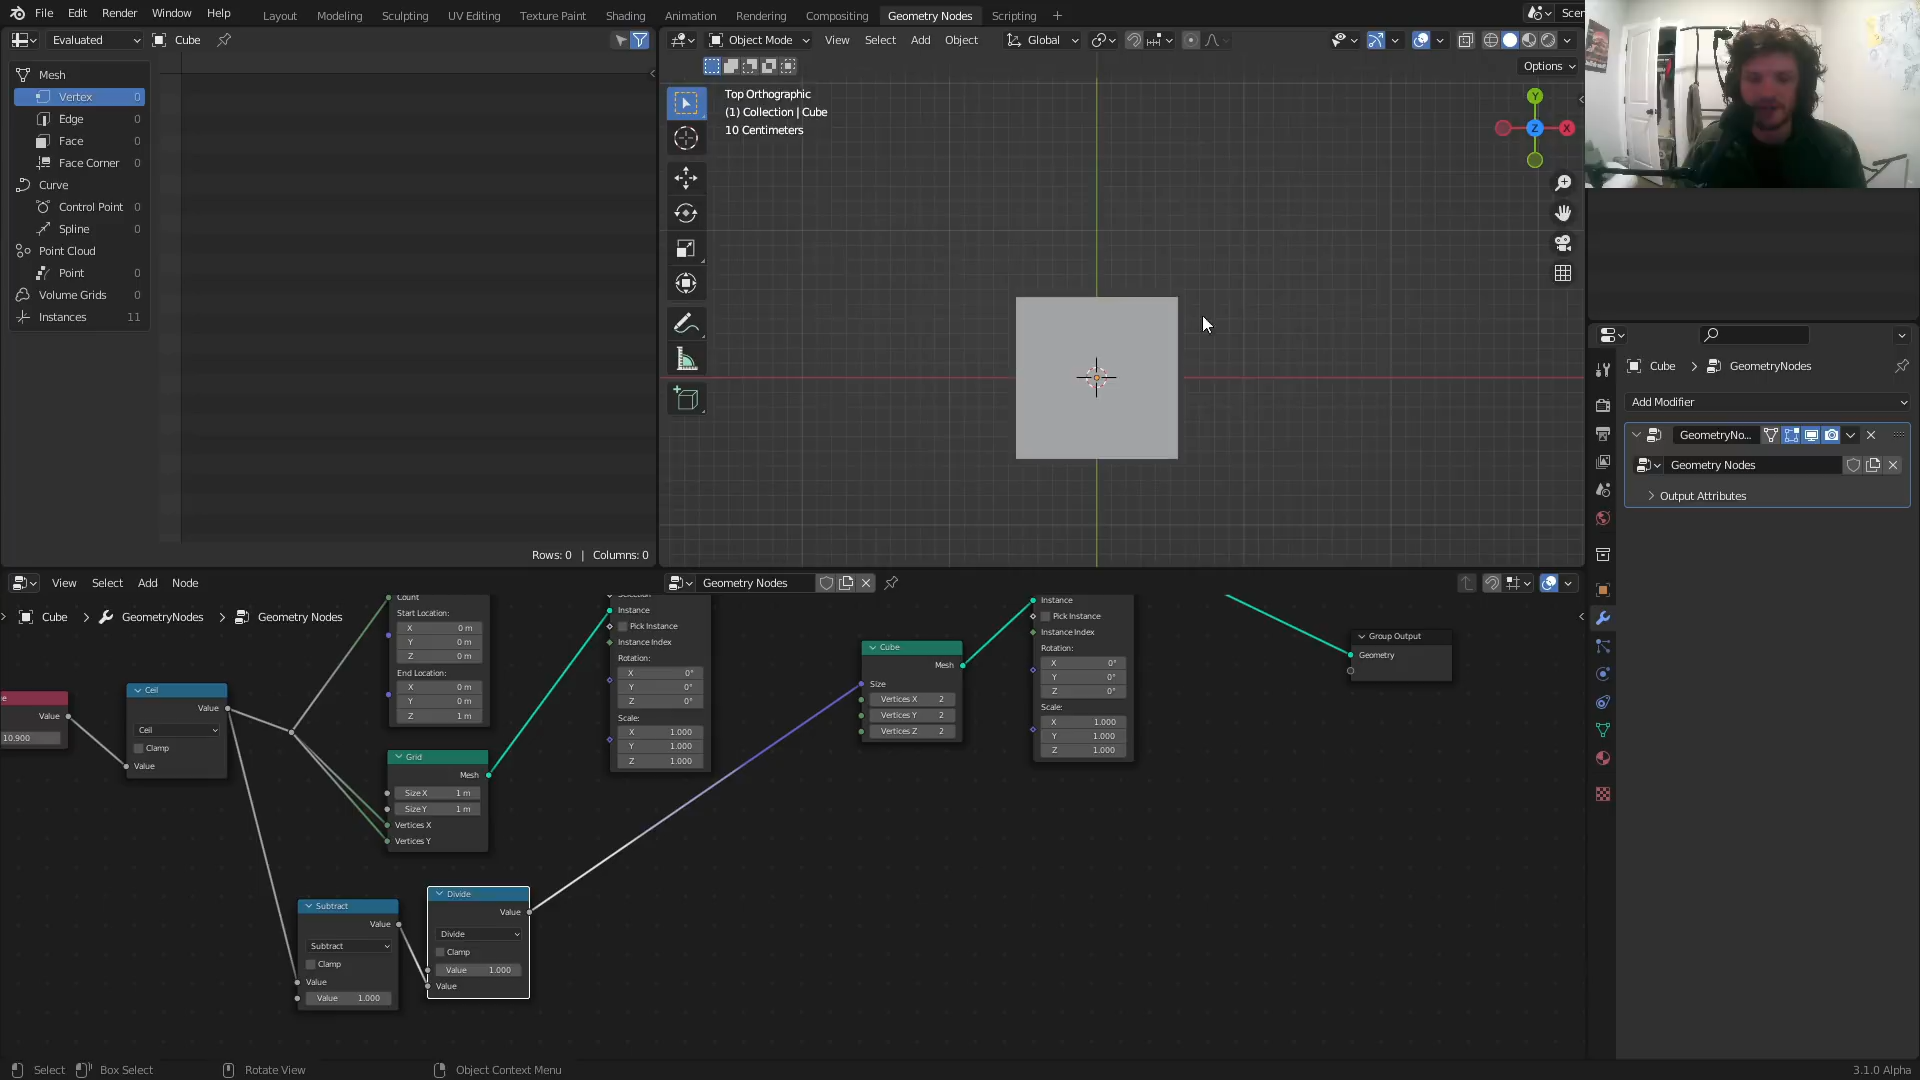 File Edit Render Window Help
Layout Modeling Sculpting UV Editing Texture Paint Shading Animation Rendering Compositing Geometry Nodes Scripting
Evaluated Cube
Object Mode View Select Add Object Global
Options
Mesh
Vertex 0
Edge 0
Face 0
Face Corner 0
Curve
Control Point 0
Spline 0
Point Cloud
Point 0
Volume Grids 0
Instances 11
Rows: 0 | Columns: 0
Top Orthographic
(1) Collection | Cube
10 Centimeters
Y
Z
X
Cube > GeometryNodes
Add Modifier
GeometryNo...
Geometry Nodes
Output Attributes
View Select Add Node
Geometry Nodes
Cube > GeometryNodes > Geometry Nodes
Value
10.900
Ceil
Value
Ceil
Clamp
Value
Count
Start Location:
X 0 m
Y 0 m
Z 0 m
End Location:
X 0 m
Y 0 m
Z 1 m
Grid
Mesh
Size X 1 m
Size Y 1 m
Vertices X
Vertices Y
Subtract
Value
Subtract
Clamp
Value
Value 1.000
Divide
Value
Divide
Clamp
Value 1.000
Value
Instance
Pick Instance
Instance Index
Rotation:
X 0°
Y 0°
Z 0°
Scale:
X 1.000
Y 1.000
Z 1.000
Cube
Mesh
Size
Vertices X 2
Vertices Y 2
Vertices Z 2
Instance
Pick Instance
Instance Index
Rotation:
X 0°
Y 0°
Z 0°
Scale:
X 1.000
Y 1.000
Z 1.000
Group Output
Geometry
Select Box Select Rotate View Object Context Menu
3.1.0 Alpha